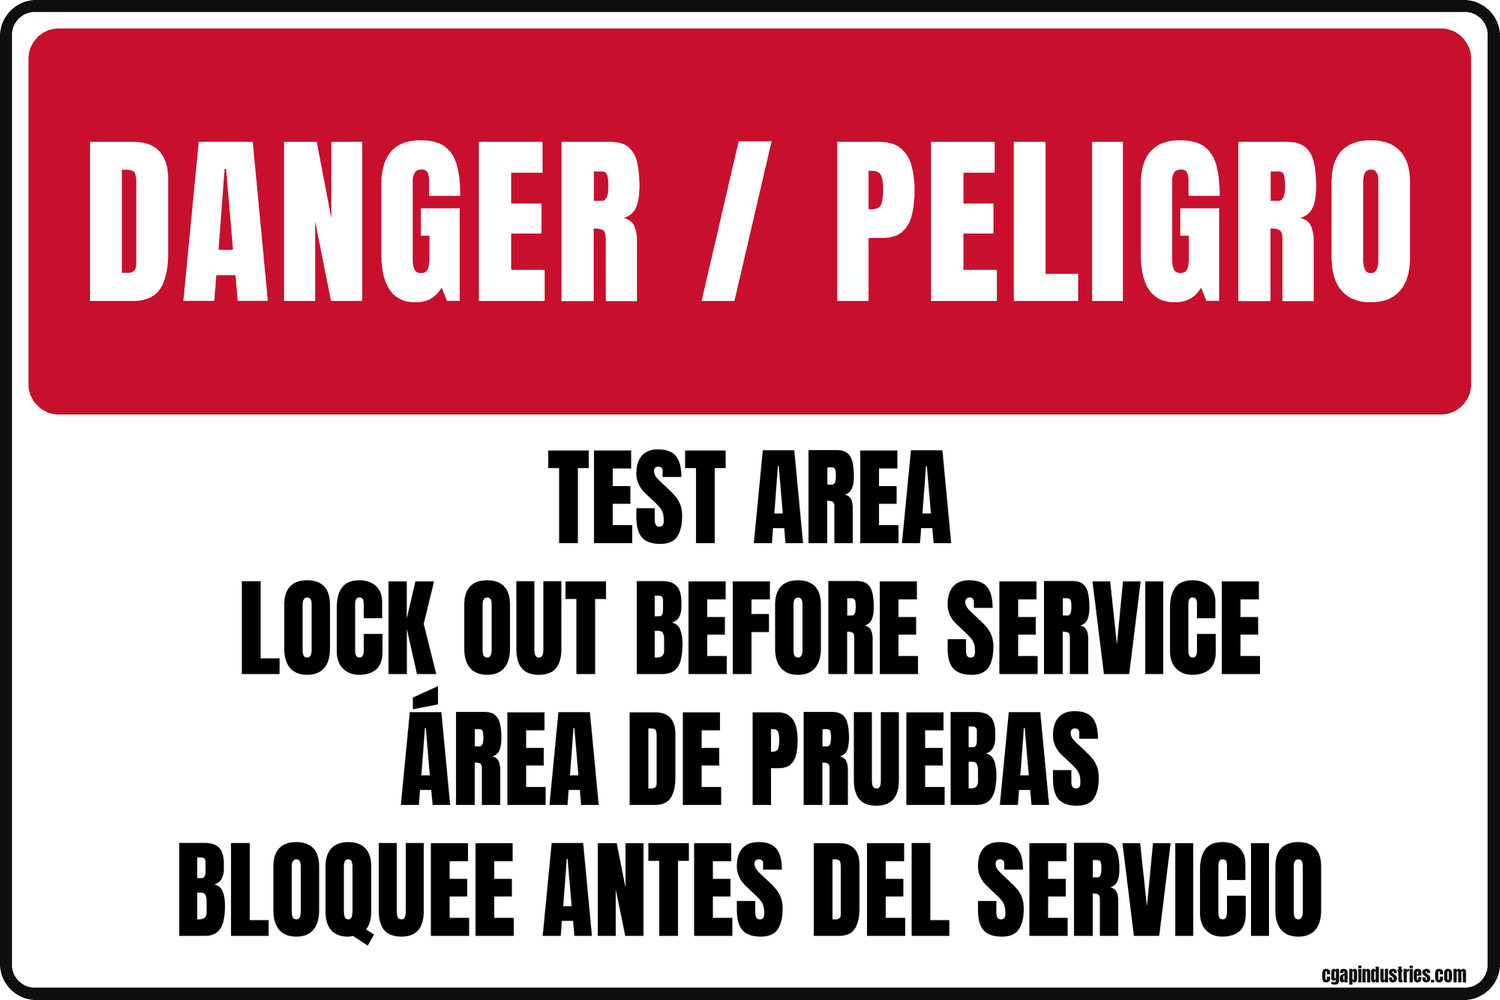 DANGER / PELIGRO
TEST AREA
LOCK OUT BEFORE SERVICE
ÁREA DE PRUEBAS
BLOQUEE ANTES DEL SERVICIO
cgapindustries.com